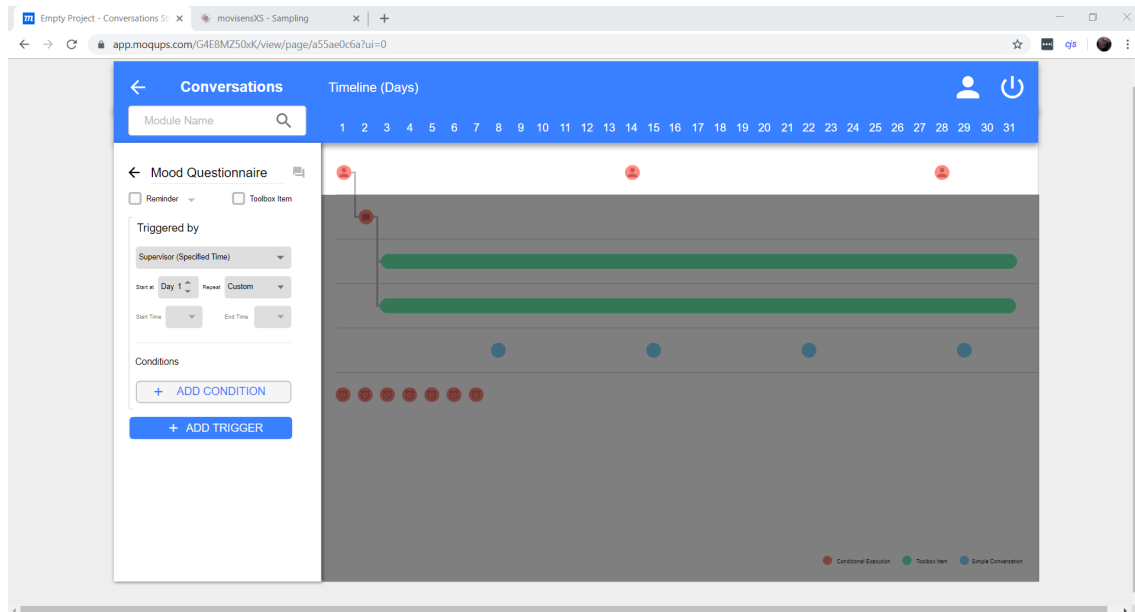 Empty Project - Conversations S
movisensXS - Sampling
app.moqups.com/G4E8MZ50xK/view/page/a55ae0c6a?ui=0
cjs
Conversations
Timeline (Days)
Module Name
1 2 3 4 5 6 7 8 9 10 11 12 13 14 15 16 17 18 19 20 21 22 23 24 25 26 27 28 29 30 31
Mood Questionnaire
Reminder
Toolbox Item
Triggered by
Supervisor (Specified Time)
Start at Day 1 Repeat Custom
Start Time End Time
Conditions
+ ADD CONDITION
+ ADD TRIGGER
Conditional Execution Toolbox Item Simple Conversation